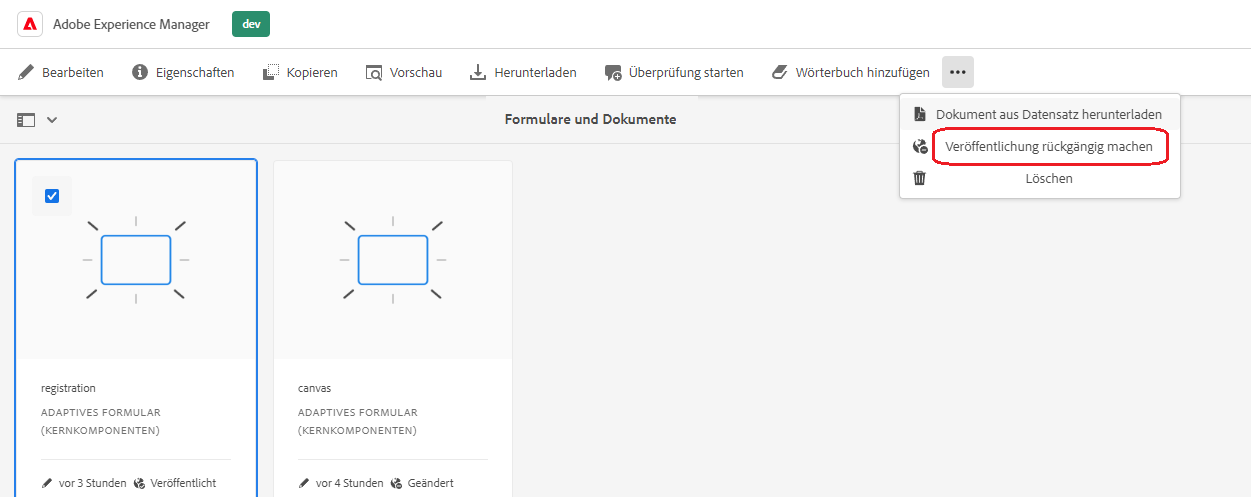 Adobe Experience Manager
dev
Bearbeiten
Eigenschaften
Kopieren
Vorschau
Herunterladen
Überprüfung starten
Wörterbuch hinzufügen
Dokument aus Datensatz herunterladen
Veröffentlichung rückgängig machen
Löschen
Formulare und Dokumente
registration
ADAPTIVES FORMULAR
(KERNKOMPONENTEN)
vor 3 Stunden
Veröffentlicht
canvas
ADAPTIVES FORMULAR
(KERNKOMPONENTEN)
vor 4 Stunden
Geändert